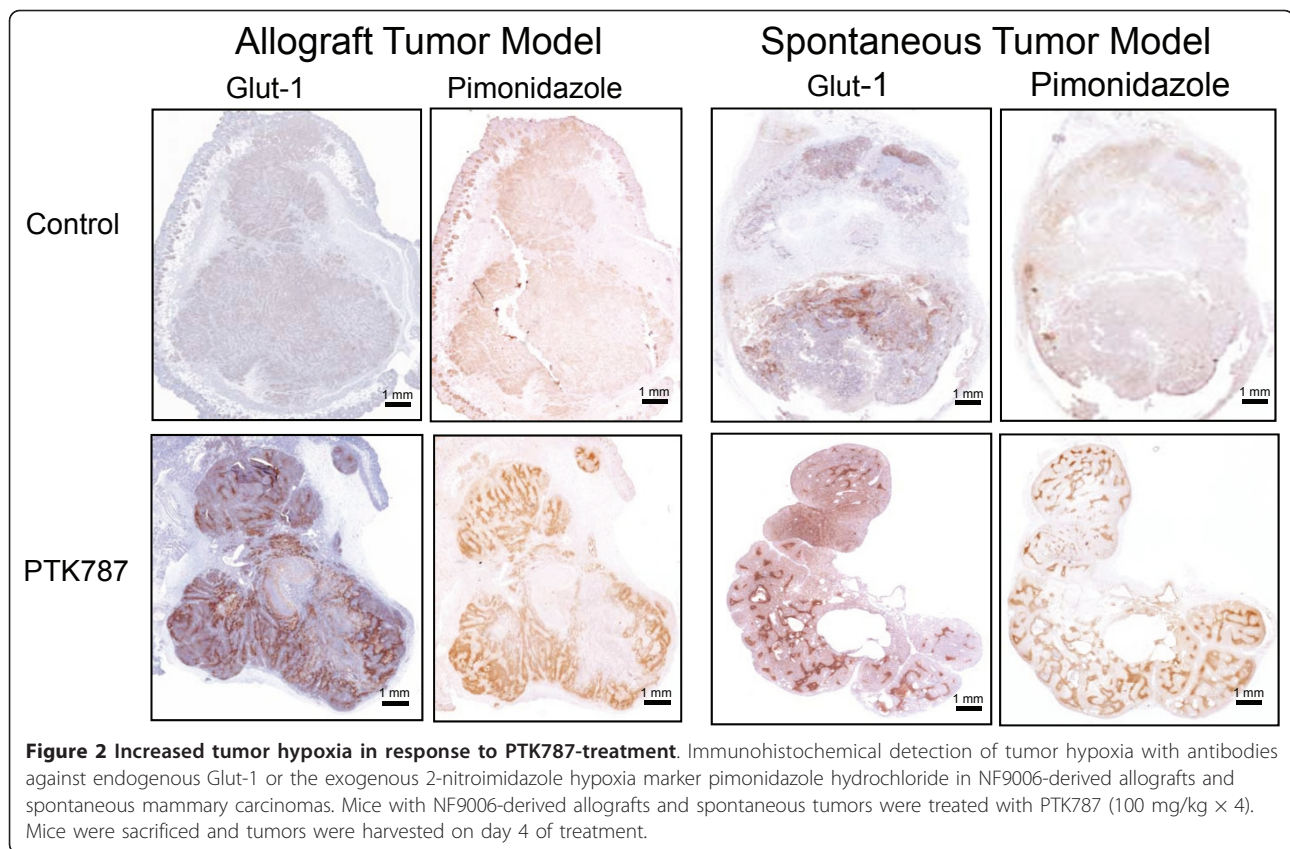 Allograft Tumor Model Spontaneous Tumor Model
Glut-1 Pimonidazole Glut-1 Pimonidazole
Control
1 mm 1 mm 1 mm 1 mm
PTK787
1 mm 1 mm 1 mm 1 mm
Figure 2 Increased tumor hypoxia in response to PTK787-treatment. Immunohistochemical detection of tumor hypoxia with antibodies
against endogenous Glut-1 or the exogenous 2-nitroimidazole hypoxia marker pimonidazole hydrochloride in NF9006-derived allografts and
spontaneous mammary carcinomas. Mice with NF9006-derived allografts and spontaneous tumors were treated with PTK787 (100 mg/kg × 4).
Mice were sacrificed and tumors were harvested on day 4 of treatment.